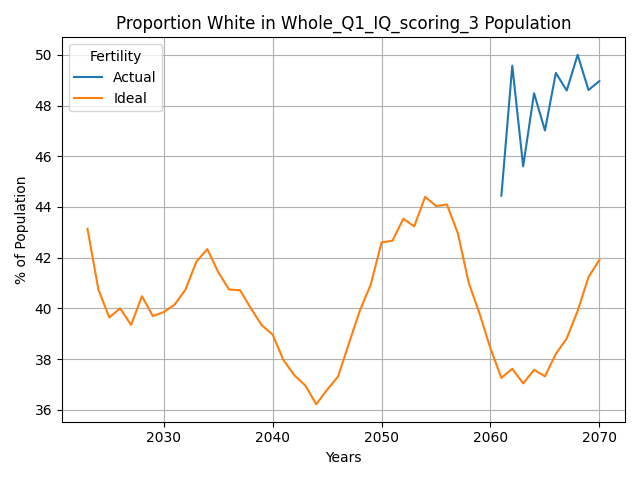 Proportion White in Whole_Q1_IQ_scoring_3 Population
Fertility
Actual
Ideal
% of Population
50
48
46
44
42
40
38
36
2030
2040
2050
2060
2070
Years